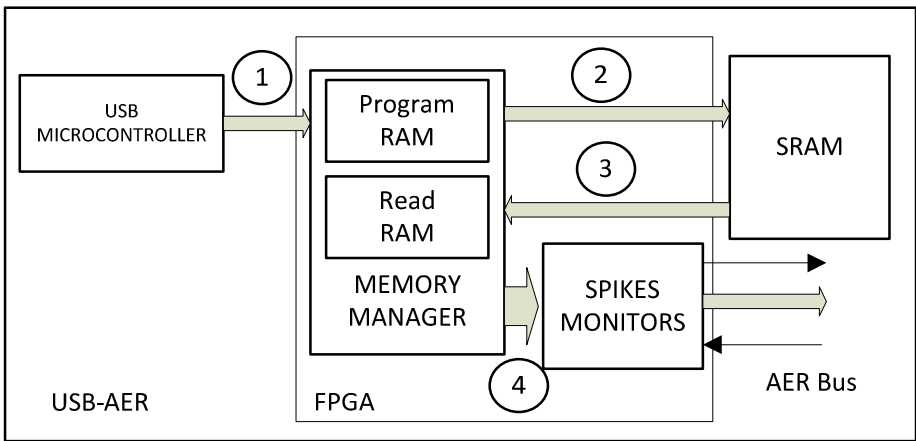 1
2
USB
MICROCONTROLLER
Program
RAM
SRAM
3
Read
RAM
MEMORY
MANAGER
SPIKES
MONITORS
4
USB-AER
FPGA
AER Bus